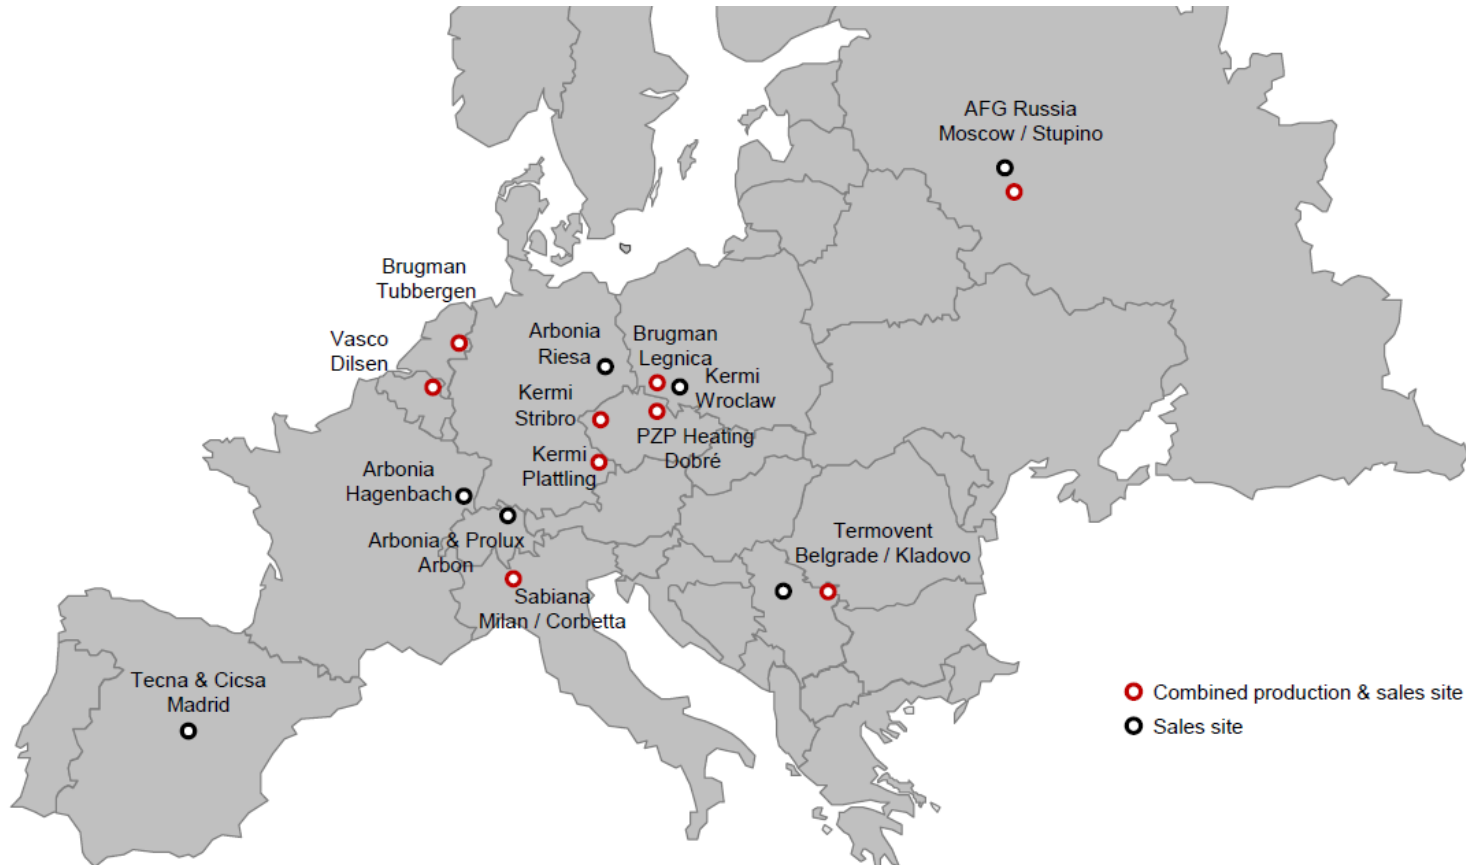 AFG Russia
Moscow / Stupino
Brugman
Tubbergen
Vasco
Dilsen
Arbonia
Riesa
Brugman
Legnica
Kermi
Wroclaw
Kermi
Stribro
PZP Heating
Dobré
Kermi
Plattling
Arbonia
Hagenbach
Arbonia & Prolux
Arbon
Termovent
Belgrade / Kladovo
Sabiana
Milan / Corbetta
Tecna & Cicsa
Madrid
Combined production & sales site
Sales site